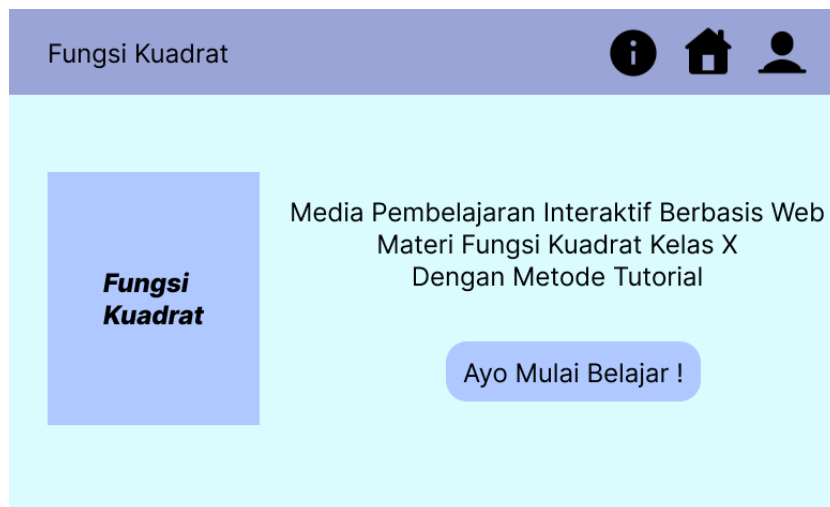 Fungsi Kuadrat
Fungsi
Kuadrat
Media Pembelajaran Interaktif Berbasis Web
Materi Fungsi Kuadrat Kelas X
Dengan Metode Tutorial
Ayo Mulai Belajar !